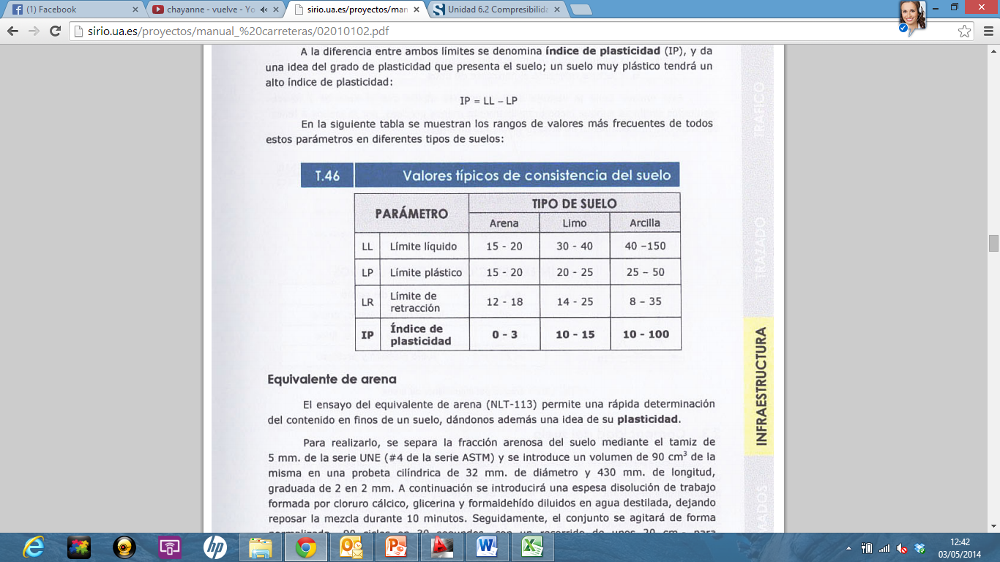 (1) Facebook
chayanne - vuelve - Yo
sirio.ua.es/proyectos/man
Unidad 6.2 Compresibilida
sirio.ua.es/proyectos/manual_%20carreteras/02010102.pdf
A la diferencia entre ambos límites se denomina índice de plasticidad (IP), y da
una idea del grado de plasticidad que presenta el suelo; un suelo muy plástico tendrá un
alto índice de plasticidad:
IP = LL – LP
En la siguiente tabla se muestran los rangos de valores más frecuentes de todos
estos parámetros en diferentes tipos de suelos:
T.46 Valores típicos de consistencia del suelo
PARÁMETRO TIPO DE SUELO
Arena Limo Arcilla
LL Límite líquido 15 - 20 30 - 40 40 –150
LP Límite plástico 15 - 20 20 - 25 25 – 50
LR Límite de retracción 12 - 18 14 - 25 8 – 35
IP Índice de plasticidad 0 - 3 10 - 15 10 - 100
Equivalente de arena
El ensayo del equivalente de arena (NLT-113) permite una rápida determinación
del contenido en finos de un suelo, dándonos además una idea de su plasticidad.
Para realizarlo, se separa la fracción arenosa del suelo mediante el tamiz de
5 mm. de la serie UNE (#4 de la serie ASTM) y se introduce un volumen de 90 cm3 de la
misma en una probeta cilíndrica de 32 mm. de diámetro y 430 mm. de longitud,
graduada de 2 en 2 mm. A continuación se introducirá una espesa disolución de trabajo
formada por cloruro cálcico, glicerina y formaldehído diluidos en agua destilada, dejando
reposar la mezcla durante 10 minutos. Seguidamente, el conjunto se agitará de forma
TRAFICO
TRAZADO
INFRAESTRUCTURA
MADOS
12:42
03/05/2014